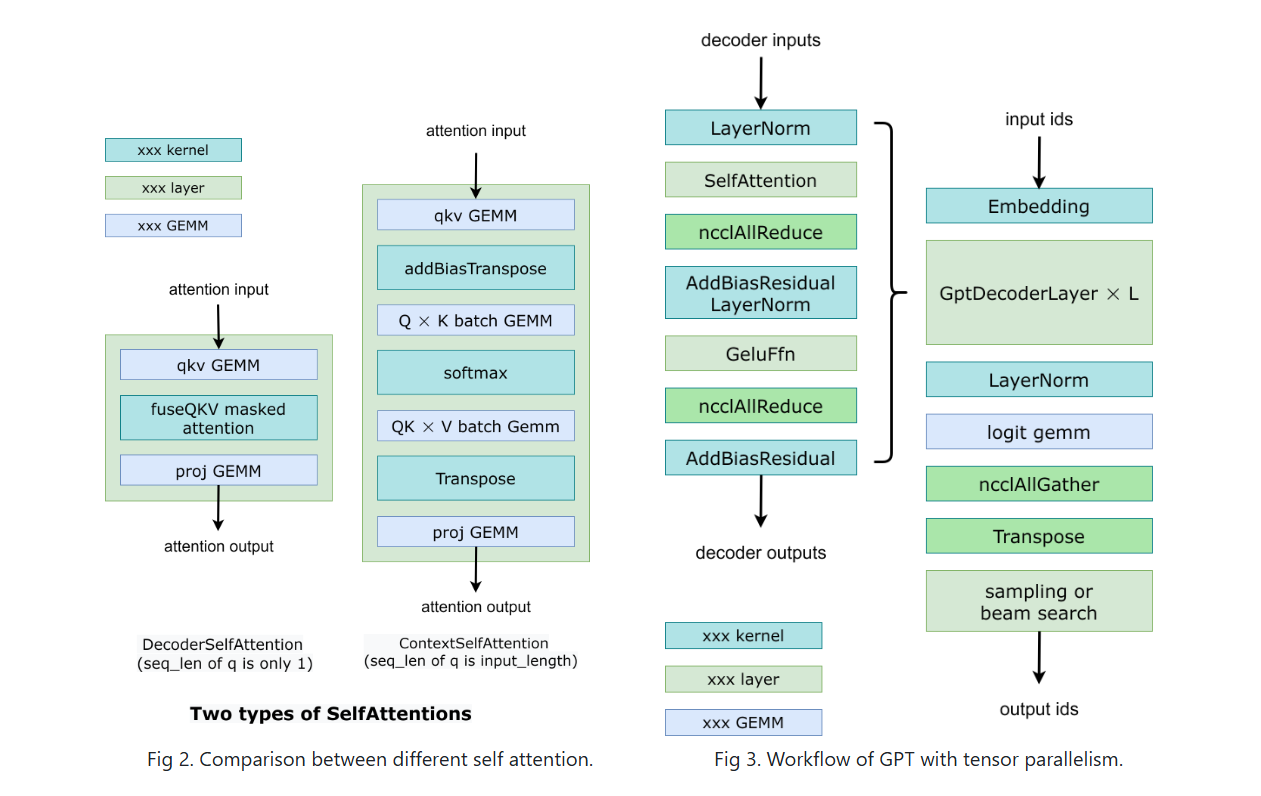 xxx kernel
xxx layer
xxx GEMM
attention input
qkv GEMM
fuseQKV masked
attention
proj GEMM
attention output
DecoderSelfAttention
(seq_len of q is only 1)
attention input
qkv GEMM
addBiasTranspose
Q × K batch GEMM
softmax
QK × V batch Gemm
Transpose
proj GEMM
attention output
ContextSelfAttention
(seq_len of q is input_length)
Two types of SelfAttentions
Fig 2. Comparison between different self attention.
decoder inputs
LayerNorm
SelfAttention
ncclAllReduce
AddBiasResidual
LayerNorm
GeluFfn
ncclAllReduce
AddBiasResidual
decoder outputs
xxx kernel
xxx layer
xxx GEMM
input ids
Embedding
GptDecoderLayer × L
LayerNorm
logit gemm
ncclAllGather
Transpose
sampling or
beam search
output ids
Fig 3. Workflow of GPT with tensor parallelism.